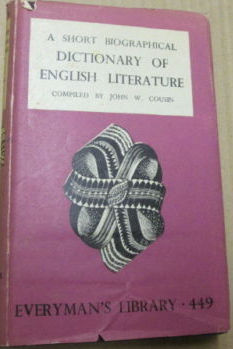 A SHORT BIOGRAPHICAL
DICTIONARY OF
ENGLISH LITERATURE
COMPILED BY JOHN W. COUSIN
EVERYMAN'S LIBRARY · 449